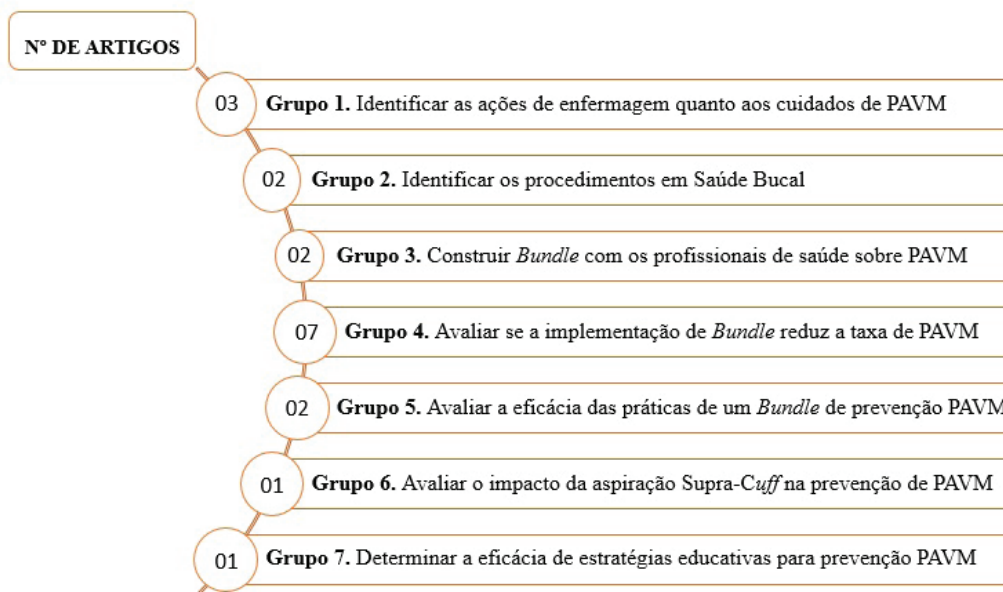 Nº DE ARTIGOS
03 Grupo 1. Identificar as ações de enfermagem quanto aos cuidados de PAVM
02 Grupo 2. Identificar os procedimentos em Saúde Bucal
02 Grupo 3. Construir Bundle com os profissionais de saúde sobre PAVM
07 Grupo 4. Avaliar se a implementação de Bundle reduz a taxa de PAVM
02 Grupo 5. Avaliar a eficácia das práticas de um Bundle de prevenção PAVM
01 Grupo 6. Avaliar o impacto da aspiração Supra-Cuff na prevenção de PAVM
01 Grupo 7. Determinar a eficácia de estratégias educativas para prevenção PAVM